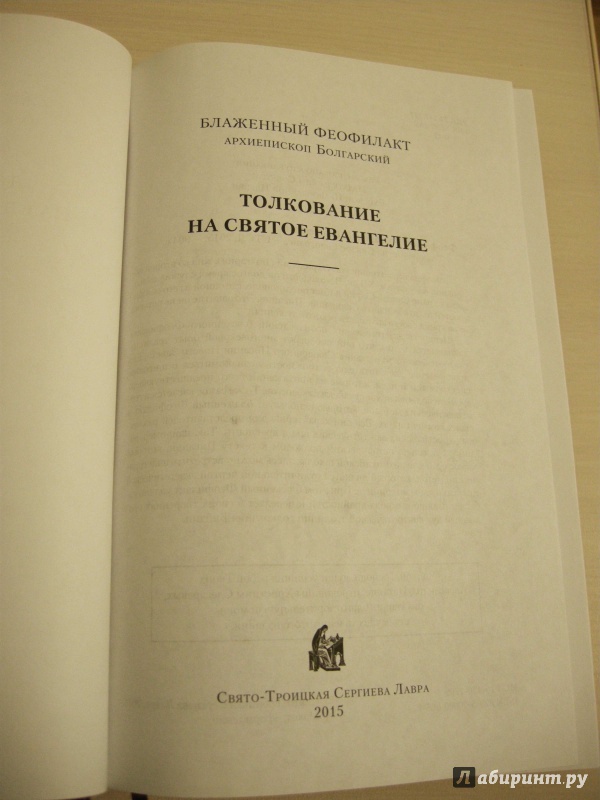 БЛАЖЕННЫЙ ФЕОФИЛАКТ
АРХИЕПИСКОП БОЛГАРСКИЙ
ТОЛКОВАНИЕ
НА СВЯТОЕ ЕВАНГЕЛИЕ
СВЯТО-ТРОИЦКАЯ СЕРГИЕВА ЛАВРА
2015
Лабиринт.ру